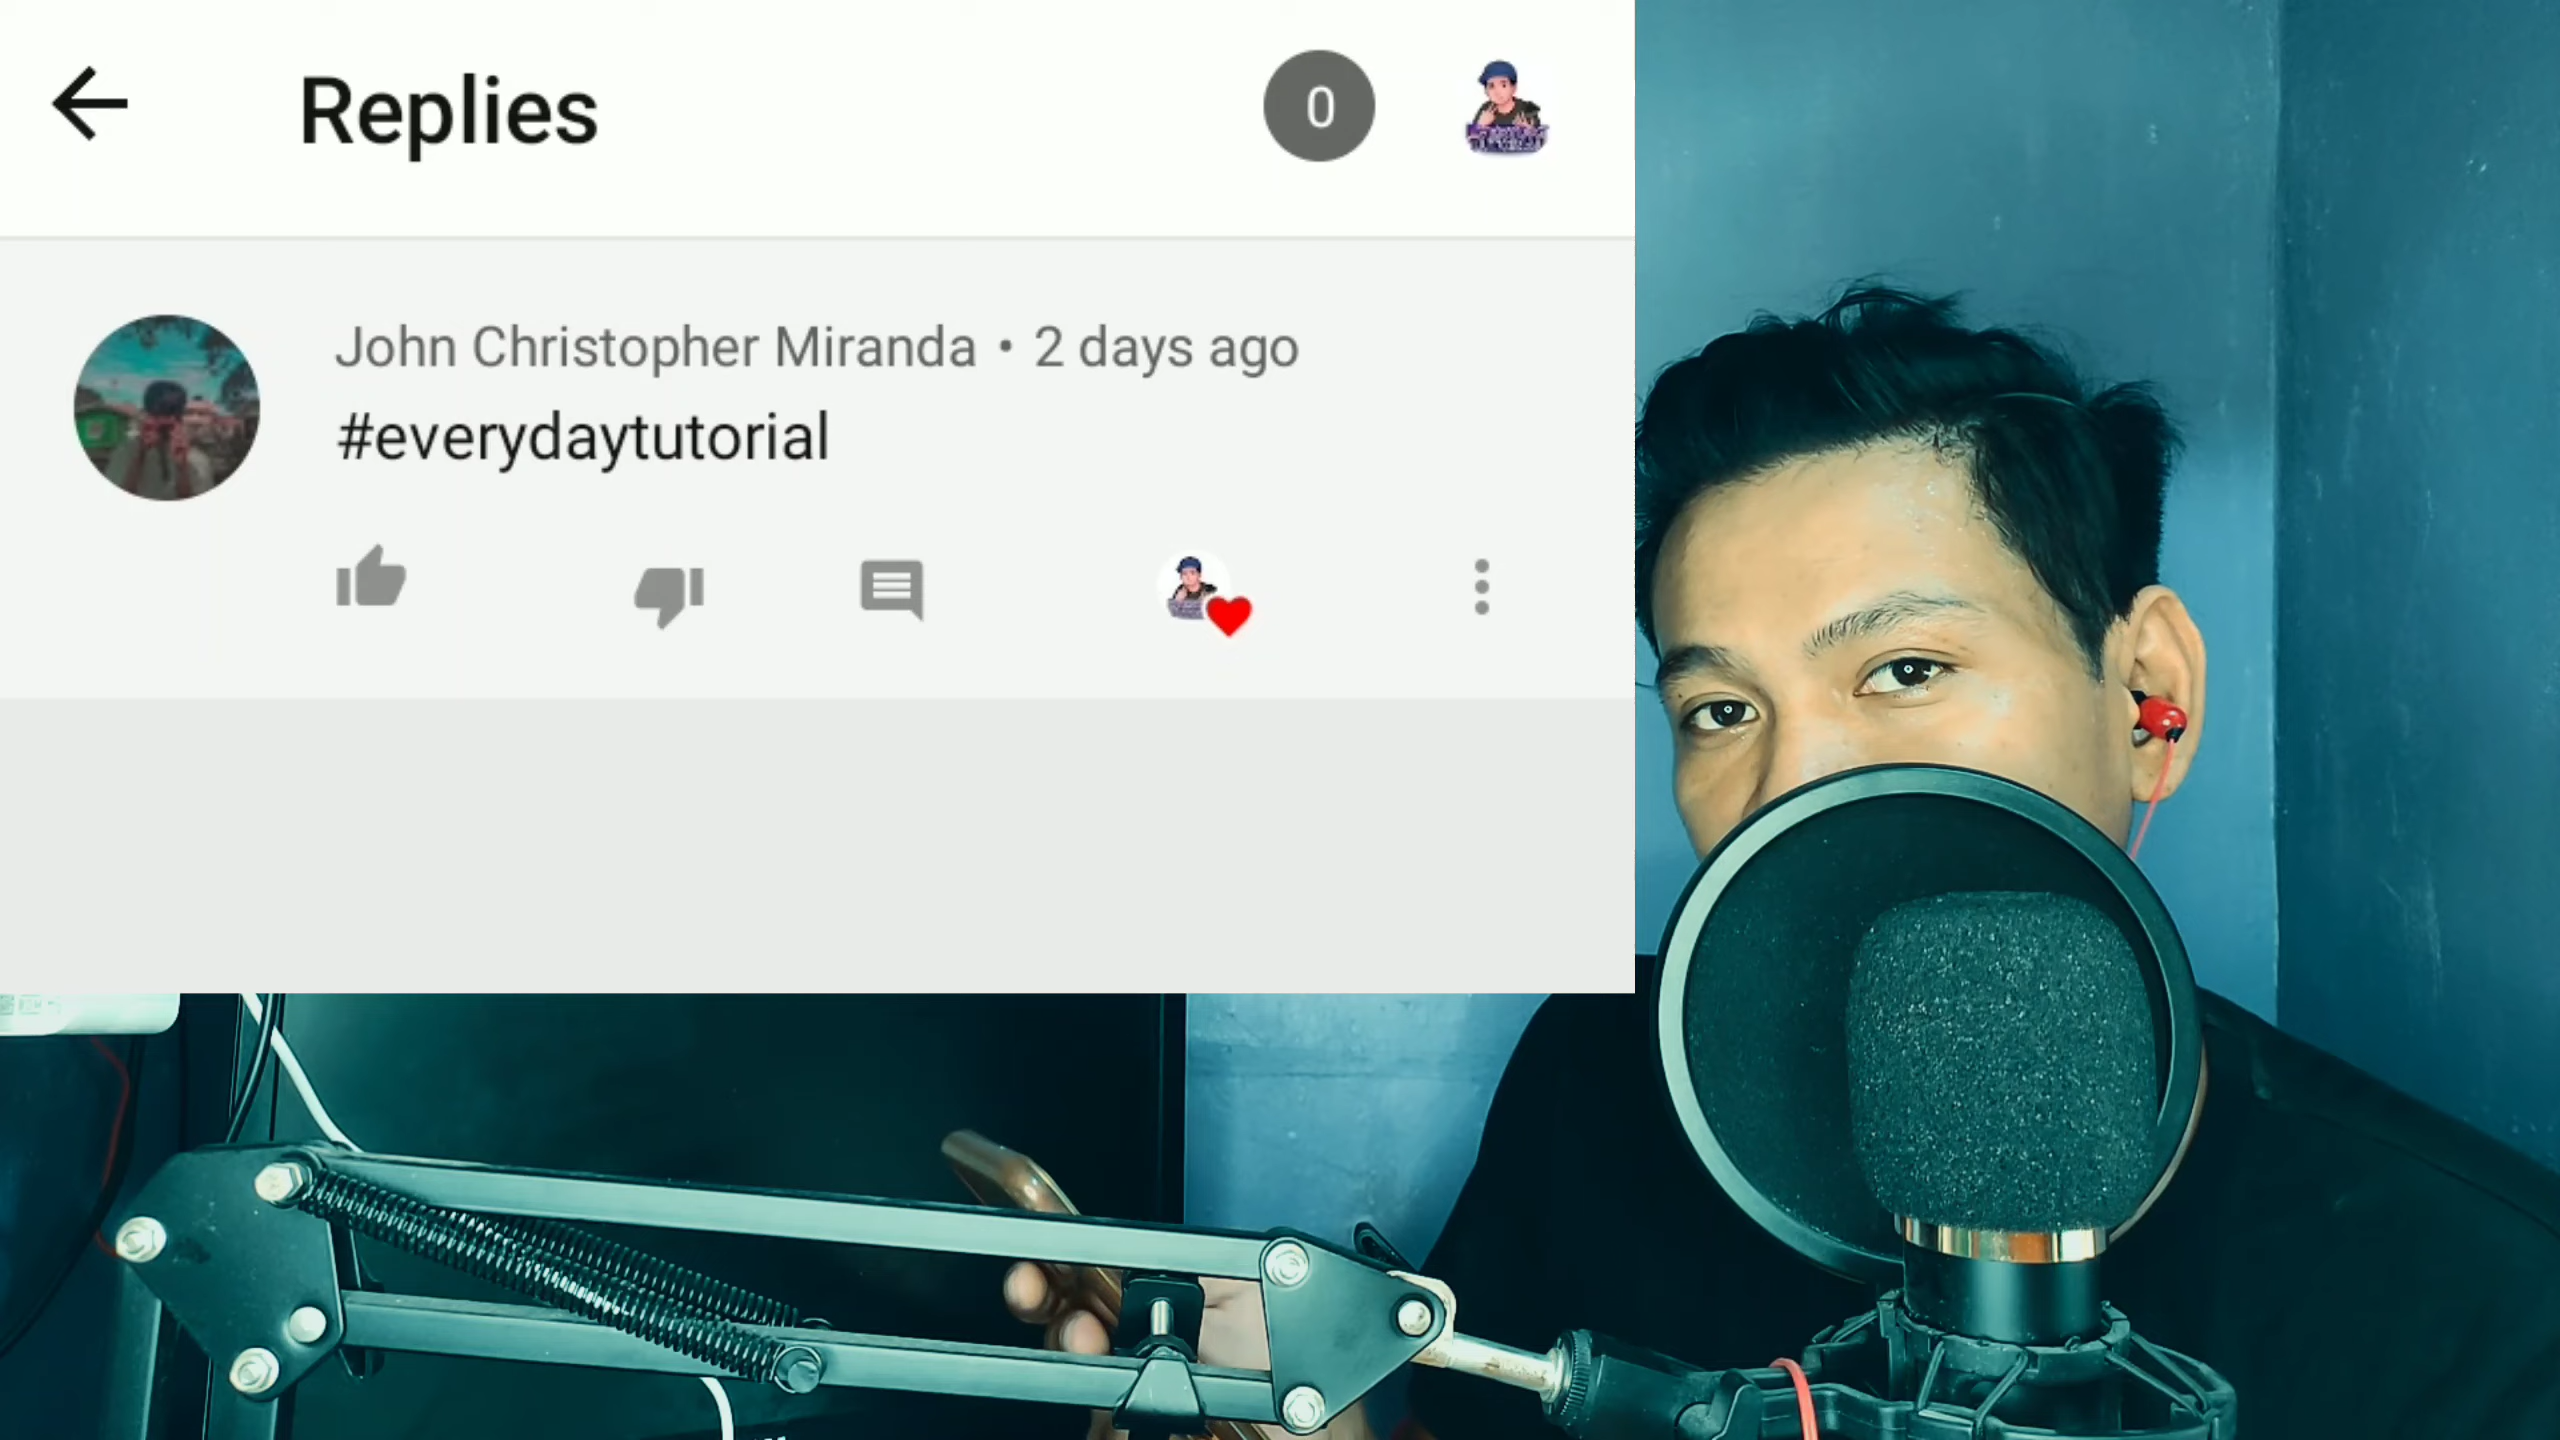 Replies
0
John Christopher Miranda • 2 days ago
#everydaytutorial